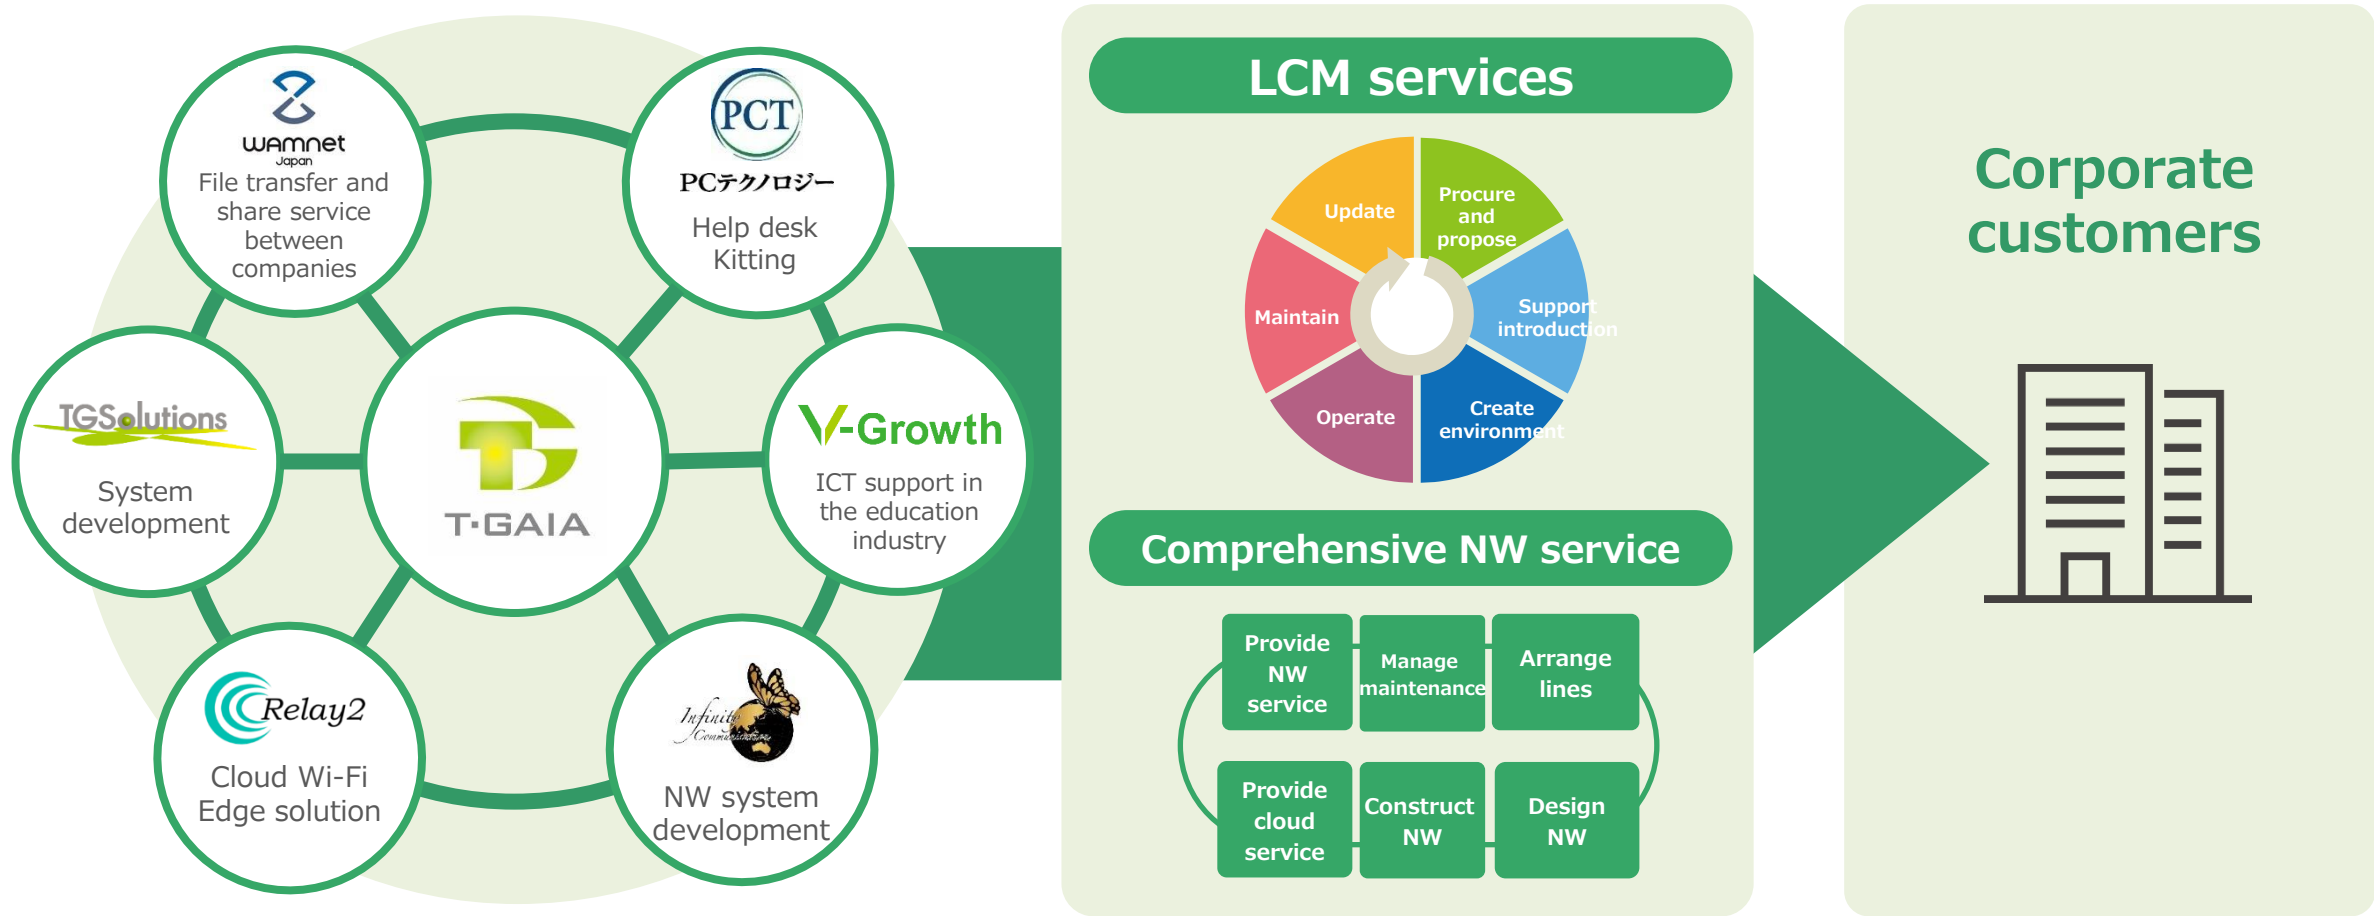 wamnet
Japan
File transfer and
share service
between
companies
PCT
PCテクノロジー
Help desk
Kitting
TGSolutions
System
development
T·GAIA
V-Growth
ICT support in
the education
industry
Relay2
Cloud Wi-Fi
Edge solution
Infinity
Communication
NW system
development
LCM services
Update
Procure
and
propose
Maintain
Support
introduction
Operate
Create
environment
Comprehensive NW service
Provide
NW
service
Manage
maintenance
Arrange
lines
Provide
cloud
service
Construct
NW
Design
NW
Corporate
customers